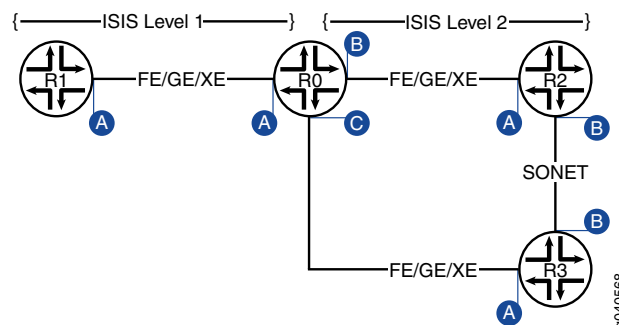 { ISIS Level 1 } { ISIS Level 2 }
B
R1 FE/GE/XE R0 FE/GE/XE R2
A A C A B
SONET
B
FE/GE/XE R3
A
g040568